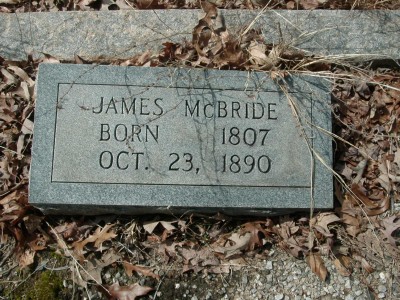 JAMES McBRIDE
BORN 1807
OCT. 23, 1890